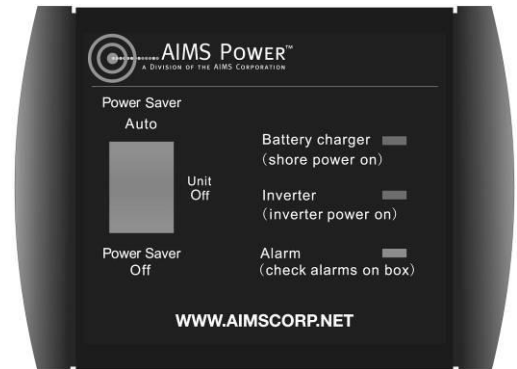 AIMS POWER™
A DIVISION OF THE AIMS CORPORATION
Power Saver
Auto
Unit
Off
Power Saver
Off
Battery charger
(shore power on)
Inverter
(inverter power on)
Alarm
(check alarms on box)
WWW.AIMSCORP.NET